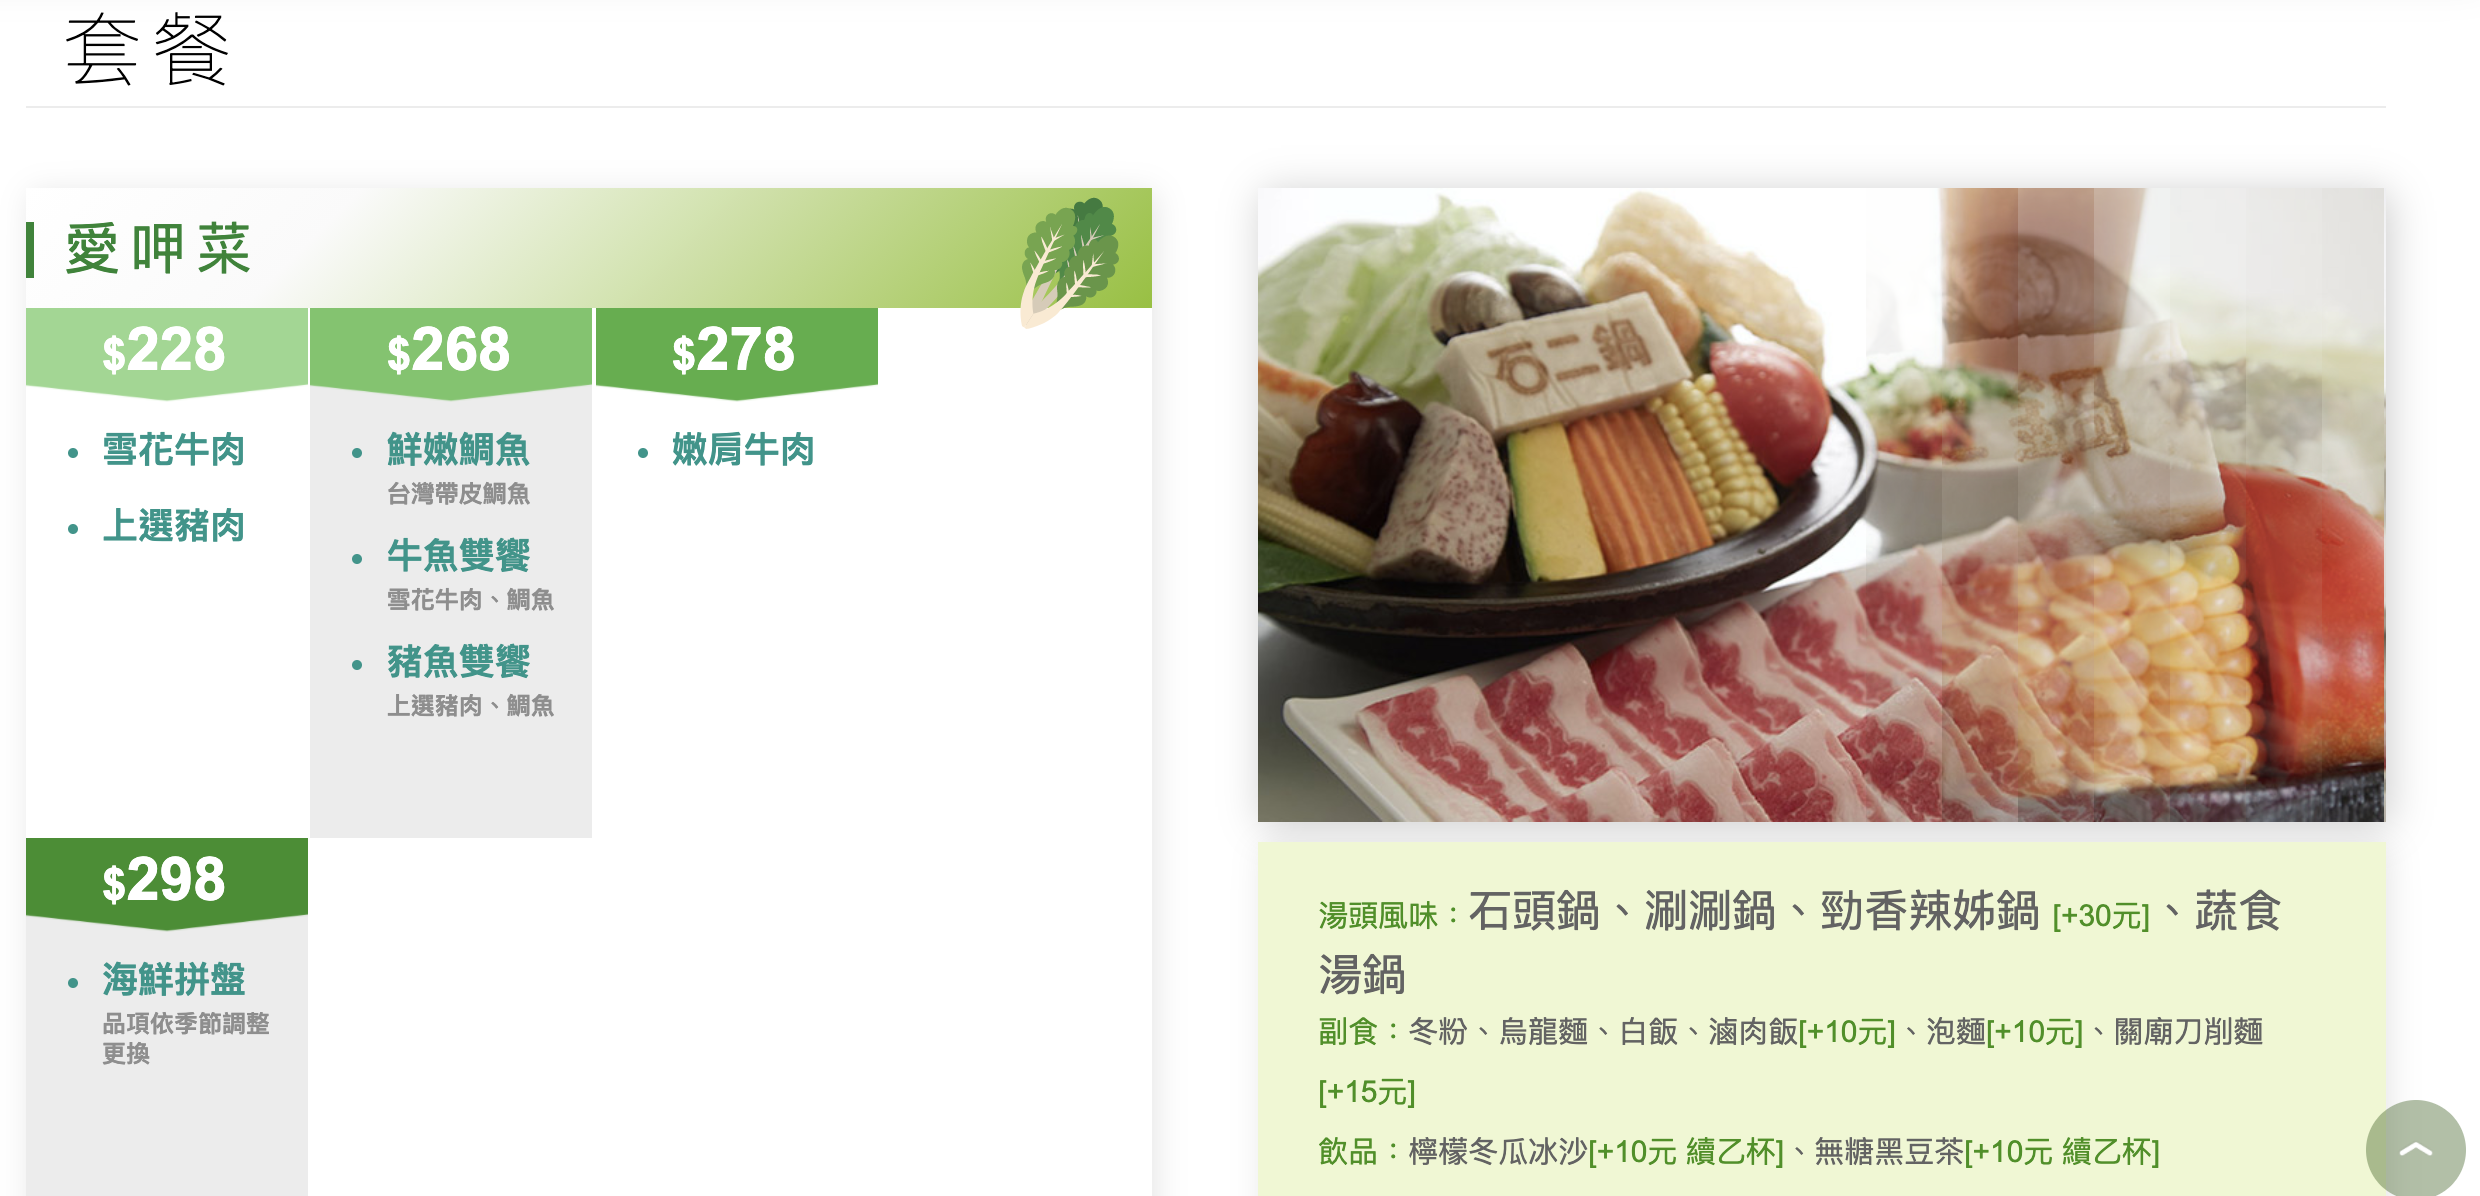 套餐
愛呷菜
$228
雪花牛肉
上選豬肉
$268
鮮嫩鯛魚
台灣帶皮鯛魚
牛魚雙饗
雪花牛肉、鯛魚
豬魚雙饗
上選豬肉、鯛魚
$278
嫩肩牛肉
$298
海鮮拼盤
品項依季節調整
更換
石二鍋
湯頭風味：石頭鍋、涮涮鍋、勁香辣姊鍋 [+30元]、蔬食
湯鍋
副食：冬粉、烏龍麵、白飯、滷肉飯[+10元]、泡麵[+10元]、關廟刀削麵
[+15元]
飲品：檸檬冬瓜冰沙[+10元 續乙杯]、無糖黑豆茶[+10元 續乙杯]